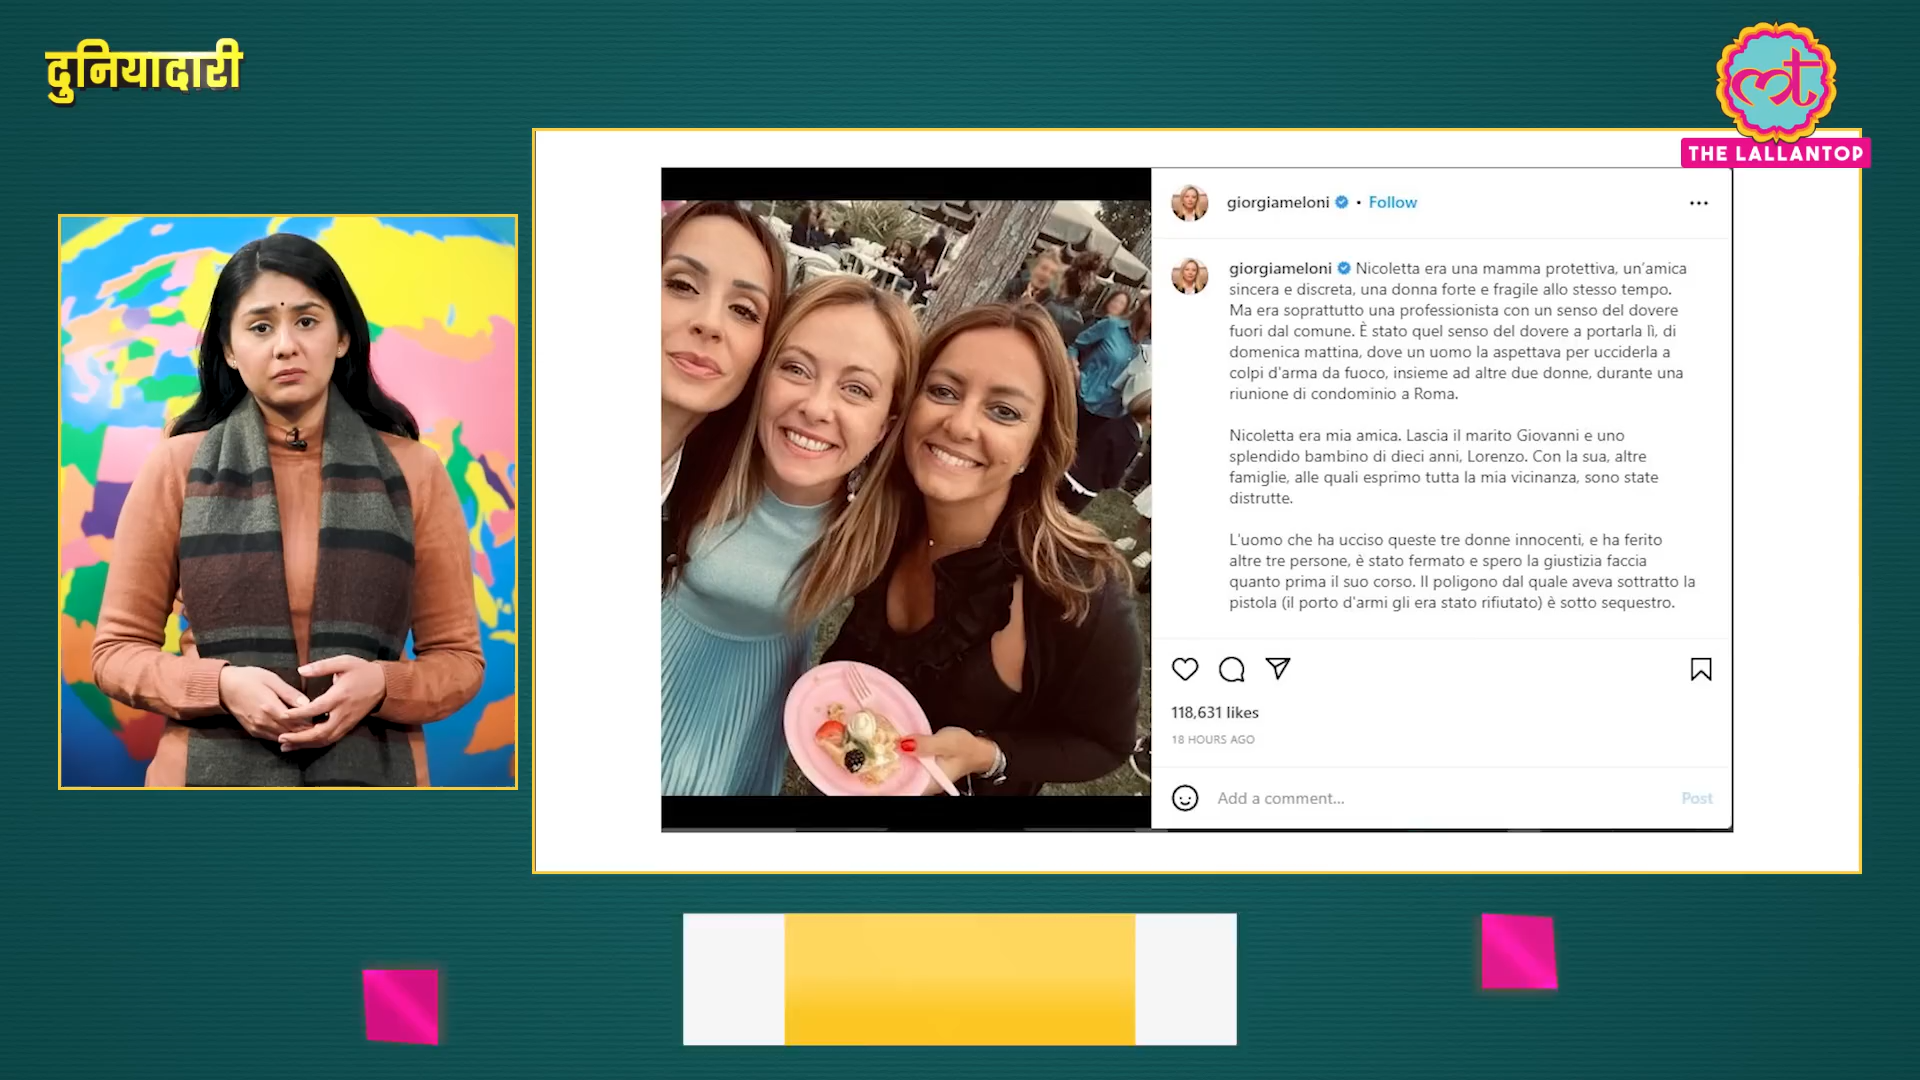 दुनियादारी
THE LALLANTOP
giorgiameloni • Follow
giorgiameloni Nicoletta era una mamma protettiva, un’amica
sincera e discreta, una donna forte e fragile allo stesso tempo.
Ma era soprattutto una professionista con un senso del dovere
fuori dal comune. È stato quel senso del dovere a portarla lì, di
domenica mattina, dove un uomo la aspettava per ucciderla a
colpi d'arma da fuoco, insieme ad altre due donne, durante una
riunione di condominio a Roma.
Nicoletta era mia amica. Lascia il marito Giovanni e uno
splendido bambino di dieci anni, Lorenzo. Con la sua, altre
famiglie, alle quali esprimo tutta la mia vicinanza, sono state
distrutte.
L'uomo che ha ucciso queste tre donne innocenti, e ha ferito
altre tre persone, è stato fermato e spero la giustizia faccia
quanto prima il suo corso. Il poligono dal quale aveva sottratto la
pistola (il porto d'armi gli era stato rifiutato) è sotto sequestro.
118,631 likes
18 HOURS AGO
Add a comment...
Post